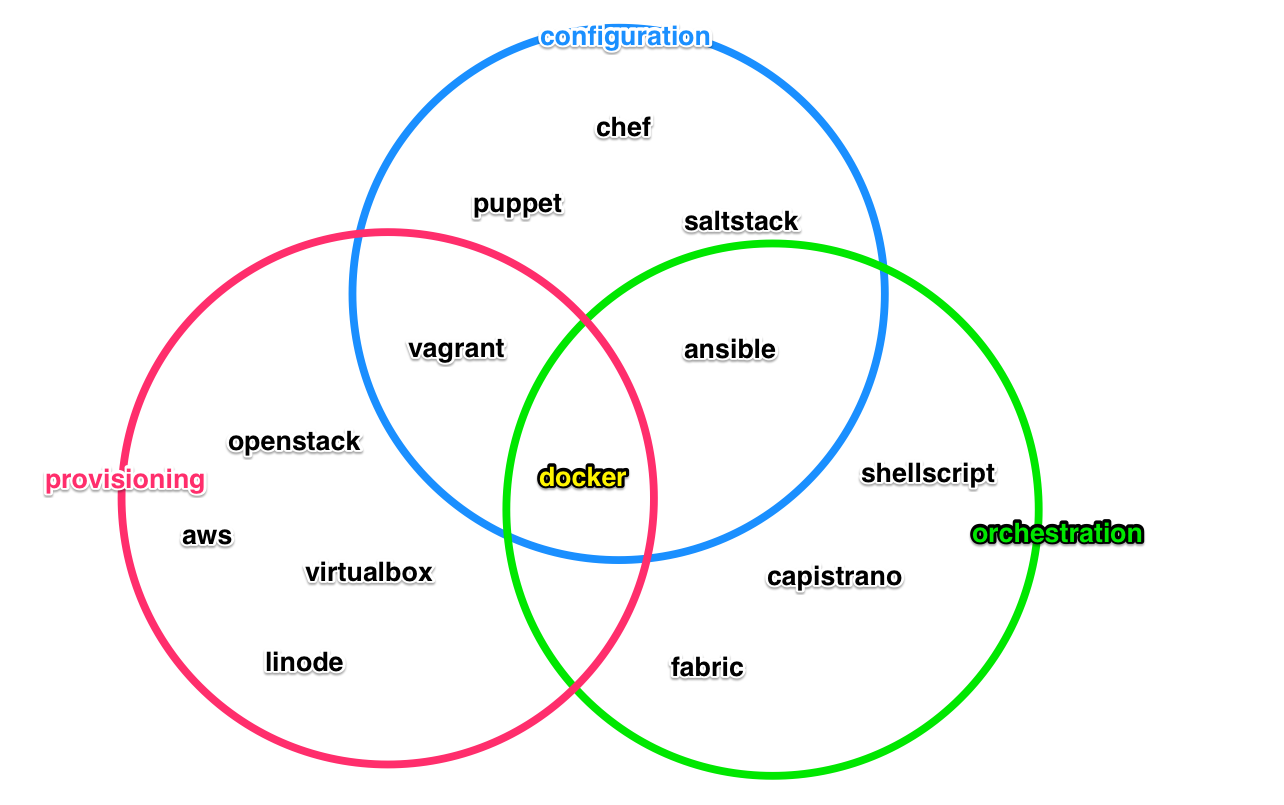 configuration
chef
puppet
saltstack
vagrant
ansible
openstack
provisioning
docker
shellscript
aws
orchestration
virtualbox
capistrano
linode
fabric